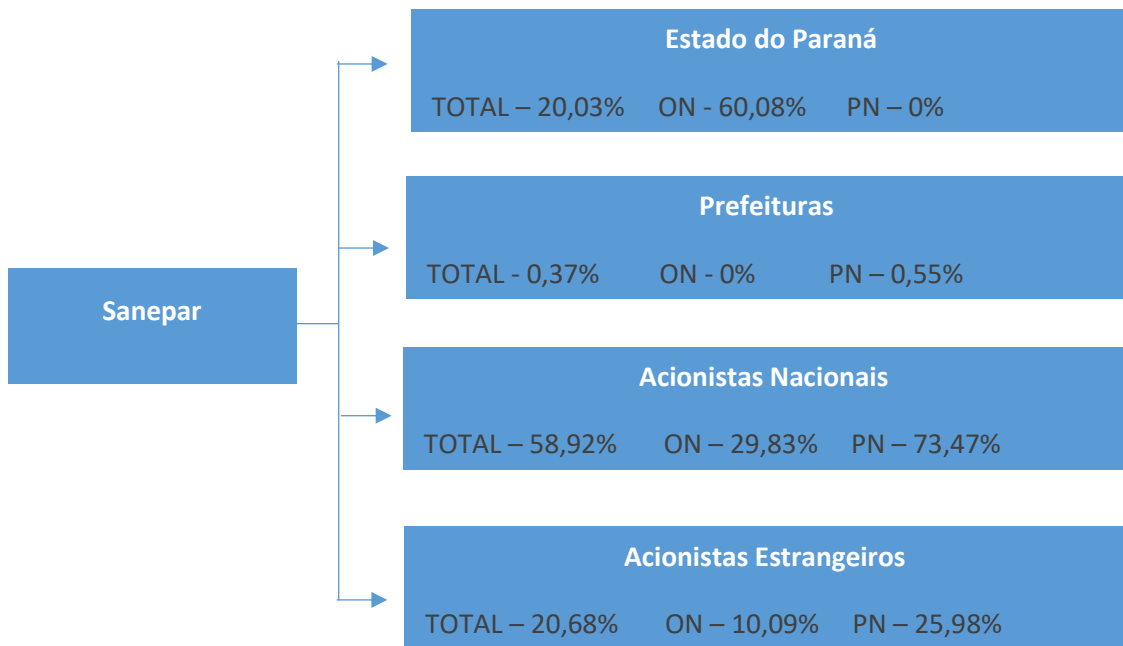 Estado do Paraná
TOTAL – 20,03% ON - 60,08% PN – 0%
Prefeituras
TOTAL - 0,37% ON - 0% PN – 0,55%
Sanepar
Acionistas Nacionais
TOTAL – 58,92% ON – 29,83% PN – 73,47%
Acionistas Estrangeiros
TOTAL – 20,68% ON – 10,09% PN – 25,98%